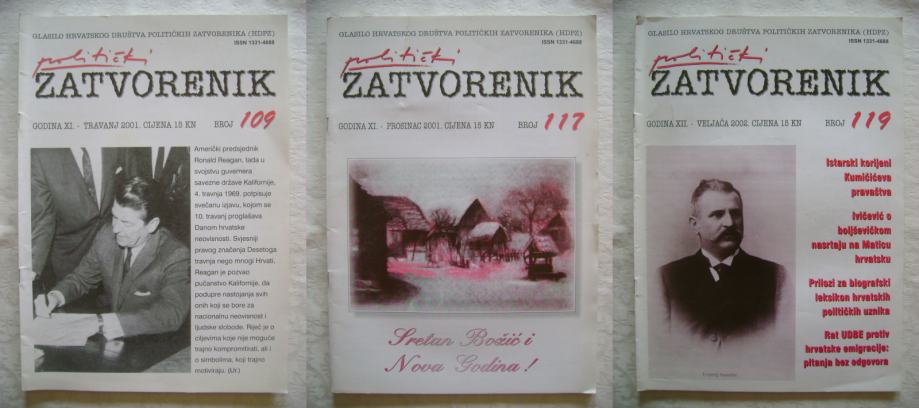 GLASILO HRVATSKOG DRUŠTVA POLITIČKIH ZATVORENIKA (HDPZ)
ISSN 1331-4688
politički
ZATVORENIK
GODINA XI. - TRAVANJ 2001. CIJENA 15 KN BROJ 109
Američki predsjednik
Ronald Reagan, tada u
svojstvu guvernera
savezne države Kalifornije,
4. travnja 1969. potpisuje
svečanu izjavu, kojom se
10. travanj proglašava
Danom hrvatske
neovisnosti. Svjesniji
pravog značenja Desetoga
travnja nego mnogi Hrvati,
Reagan je pozvao
pučanstvo Kalifornije, da
podupre nastojanja svih
onih koji se bore za
nacionalnu neovisnost i
ljudske slobode. Riječ je o
ciljevima koje nije moguće
trajno kompromitirati, ali i
o simbolima, koji trajno
motiviraju. (Ur.)
GLASILO HRVATSKOG DRUŠTVA POLITIČKIH ZATVORENIKA (HDPZ)
ISSN 1331-4688
politički
ZATVORENIK
GODINA XI. - PROSINAC 2001. CIJENA 15 KN BROJ 117
Sretan Božić i
Nova Godina!
GLASILO HRVATSKOG DRUŠTVA POLITIČKIH ZATVORENIKA (HDPZ)
ISSN 1331-4688
politički
ZATVORENIK
GODINA XII. - VELJAČA 2002. CIJENA 15 KN BROJ 119
Istarski korijeni
Kumičićeva
pravaštva
Ivičević o
boljševičkom
nasrtaju na Maticu
hrvatsku
Prilozi za biografski
leksikon hrvatskih
političkih uznika
Rat UDBE protiv
hrvatske emigracije:
pitanja bez odgovora